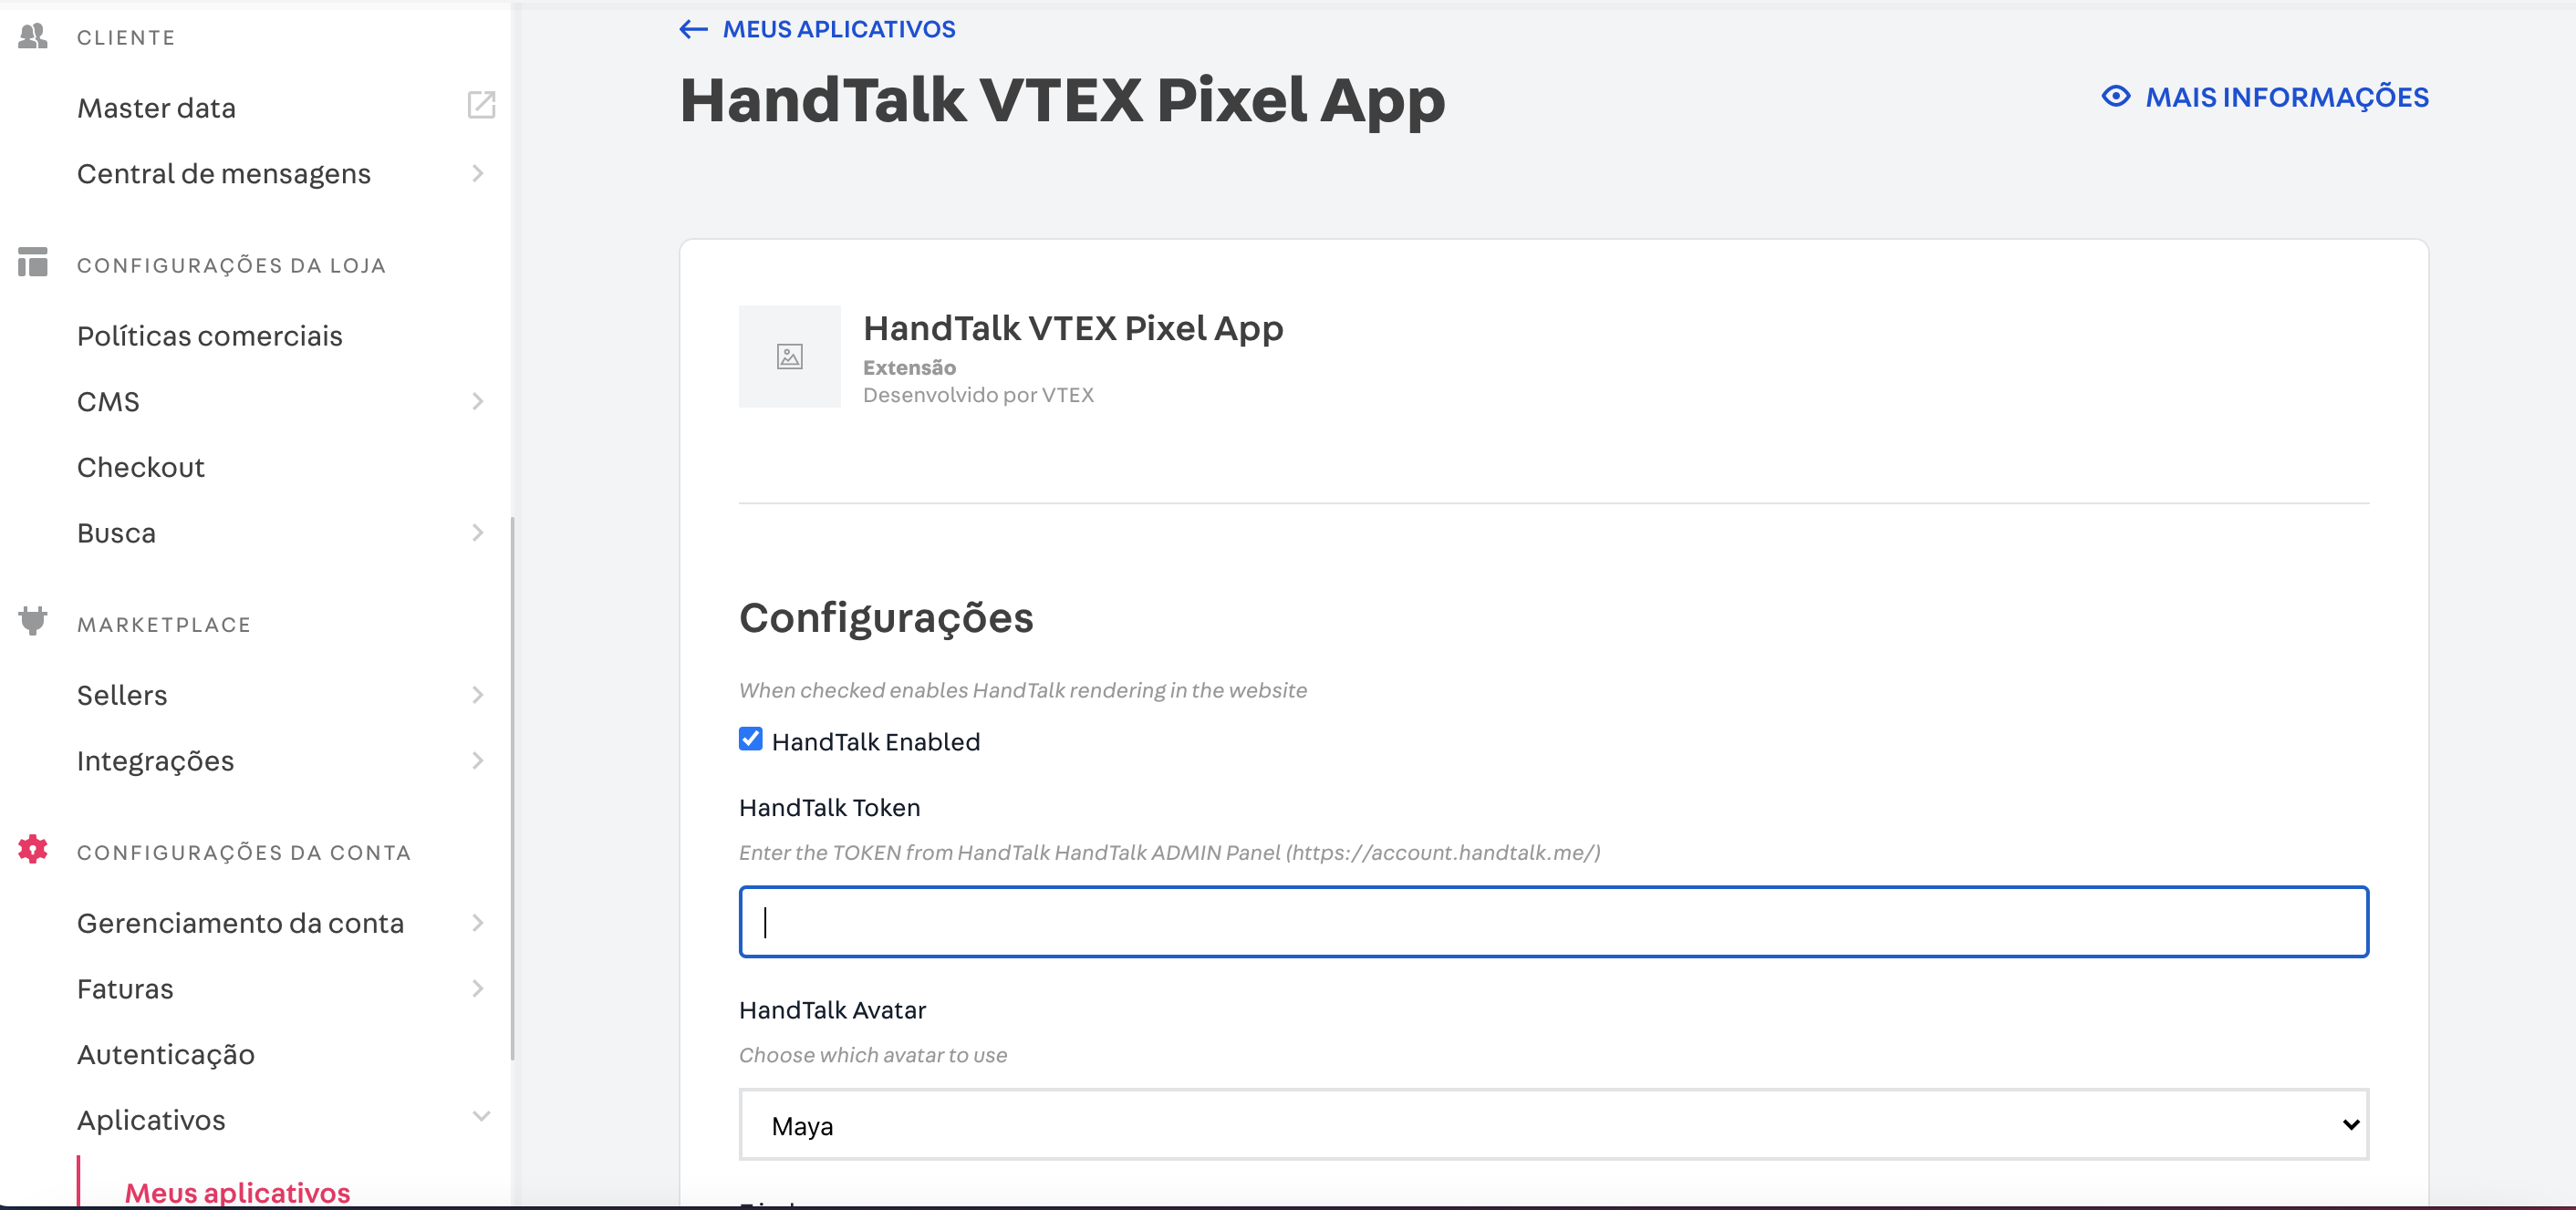 CLIENTE
Master data
Central de mensagens
CONFIGURAÇÕES DA LOJA
Políticas comerciais
CMS
Checkout
Busca
MARKETPLACE
Sellers
Integrações
CONFIGURAÇÕES DA CONTA
Gerenciamento da conta
Faturas
Autenticação
Aplicativos
Meus aplicativos
← MEUS APLICATIVOS
HandTalk VTEX Pixel App
MAIS INFORMAÇÕES
HandTalk VTEX Pixel App
Extensão
Desenvolvido por VTEX
Configurações
When checked enables HandTalk rendering in the website
HandTalk Enabled
HandTalk Token
Enter the TOKEN from HandTalk HandTalk ADMIN Panel (https://account.handtalk.me/)
HandTalk Avatar
Choose which avatar to use
Maya